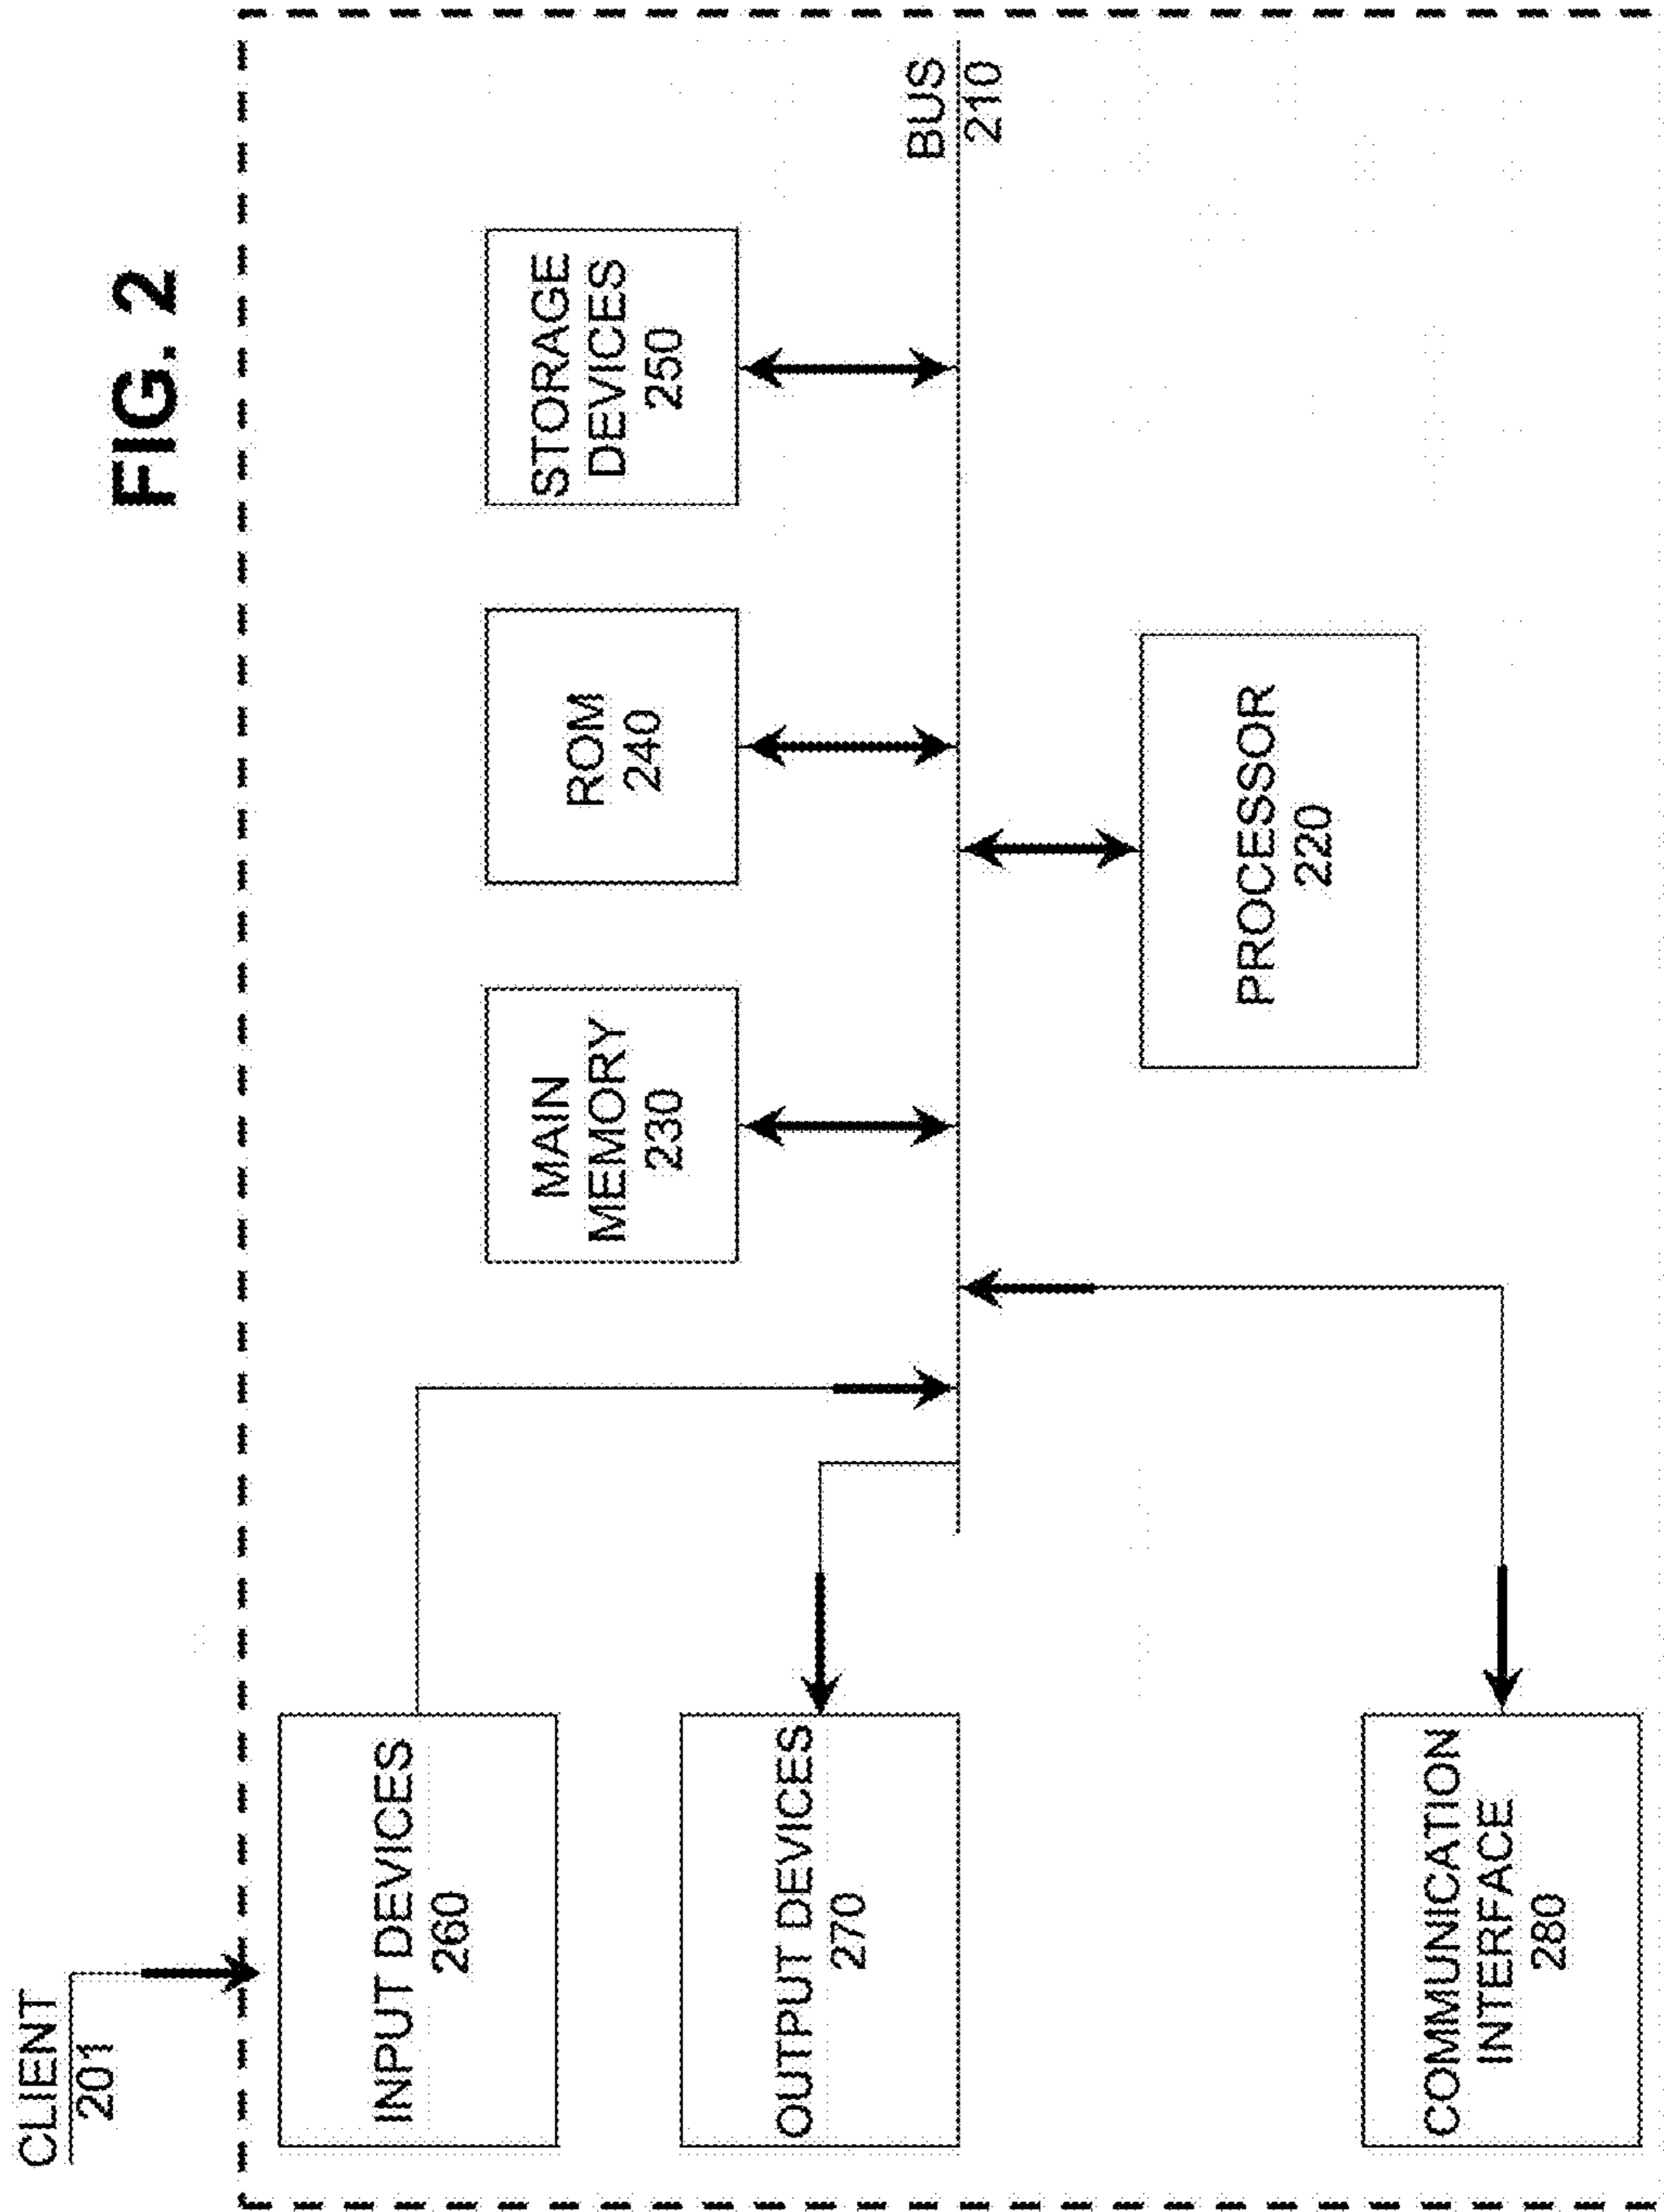 FIG. 2
CLIENT
201
INPUT DEVICES
260
MAIN
MEMORY
230
ROM
240
STORAGE
DEVICES
250
OUTPUT DEVICES
270
BUS
210
PROCESSOR
220
COMMUNICATION
INTERFACE
280